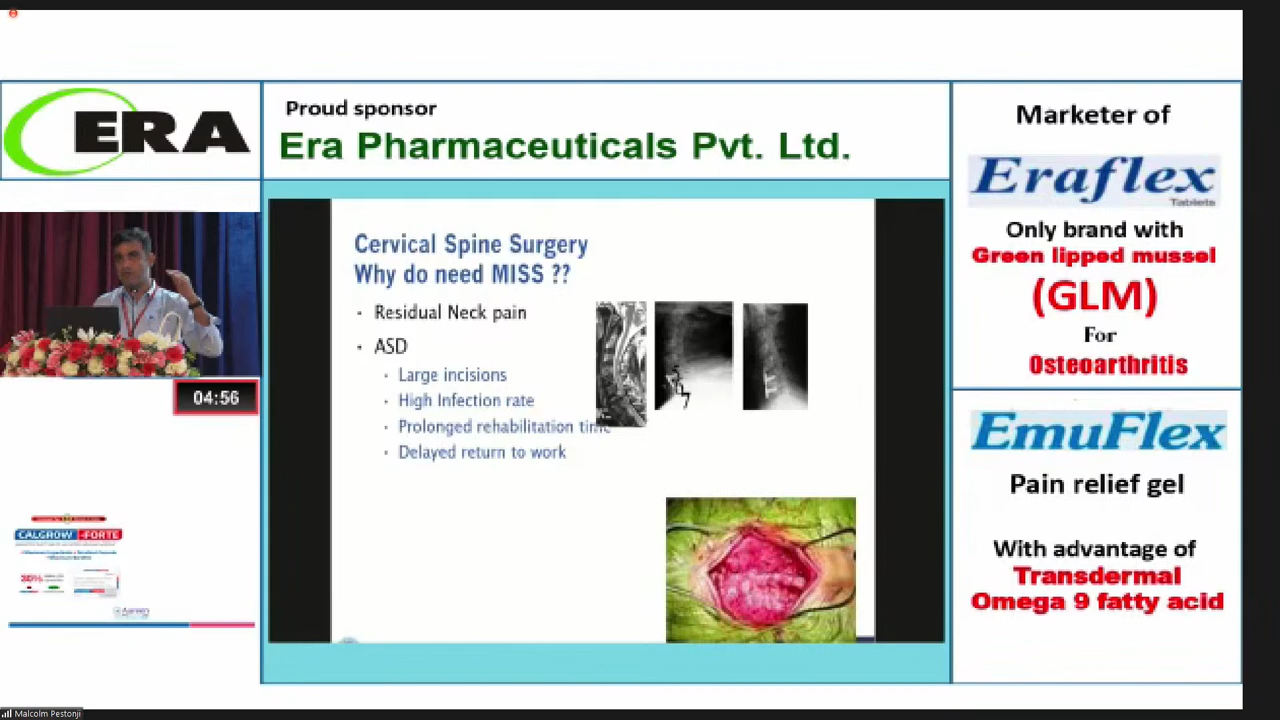 ERA
Proud sponsor
Era Pharmaceuticals Pvt. Ltd.
04:56
CALGROW -FORTE
30%
Cervical Spine Surgery
Why do need MISS ??
· Residual Neck pain
· ASD
· Large incisions
· High Infection rate
· Prolonged rehabilitation time
· Delayed return to work
Marketer of
Eraflex
Tablets
Only brand with
Green lipped mussel
(GLM)
For
Osteoarthritis
EmuFlex
Pain relief gel
With advantage of
Transdermal
Omega 9 fatty acid
Malcolm Pestonji